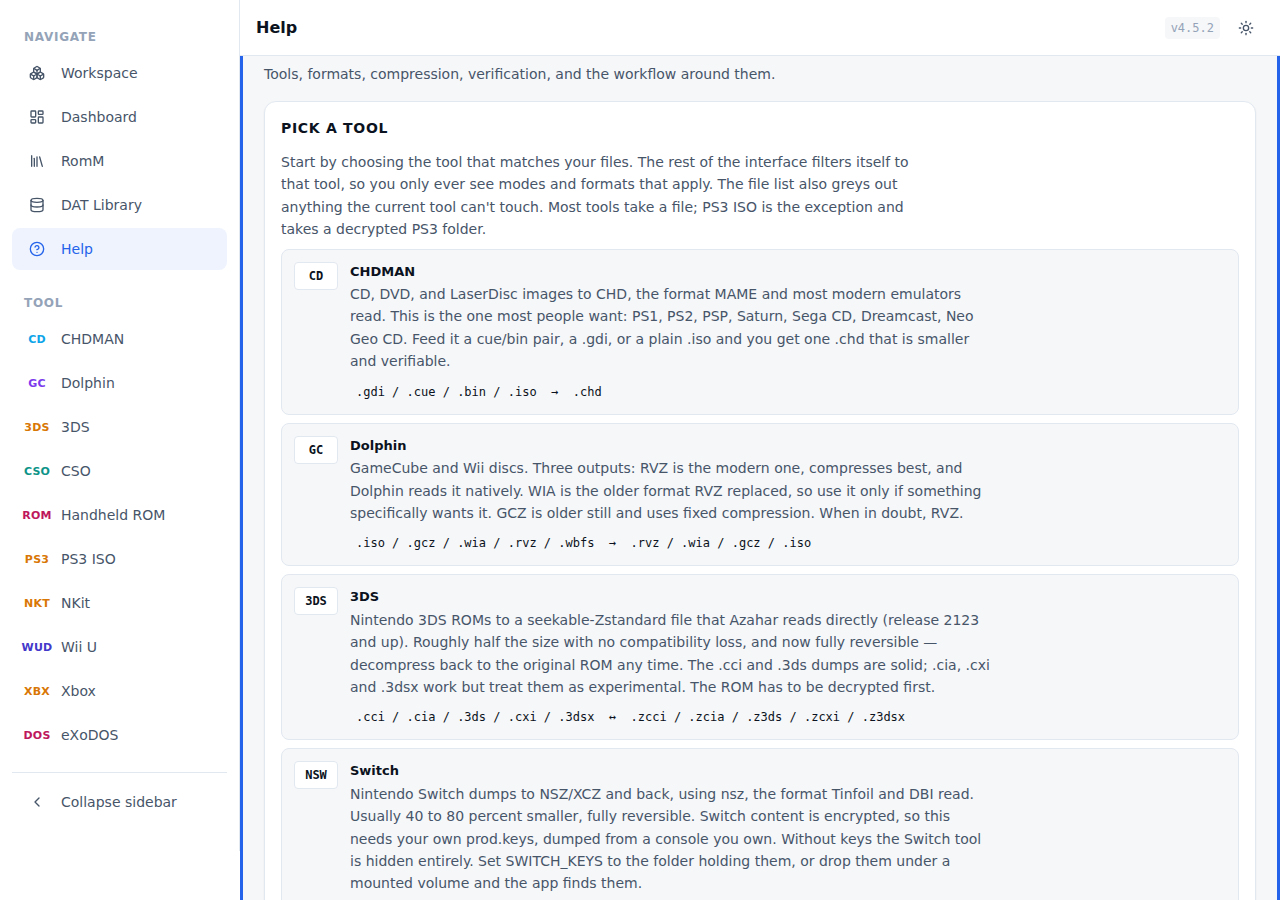 NAVIGATE
Workspace
Dashboard
RomM
DAT Library
Help
TOOL
CD CHDMAN
GC Dolphin
3DS 3DS
CSO CSO
ROM Handheld ROM
PS3 PS3 ISO
NKT NKit
WUD Wii U
XBX Xbox
DOS eXoDOS
Collapse sidebar
Help
v4.5.2
Tools, formats, compression, verification, and the workflow around them.
PICK A TOOL
Start by choosing the tool that matches your files. The rest of the interface filters itself to
that tool, so you only ever see modes and formats that apply. The file list also greys out
anything the current tool can't touch. Most tools take a file; PS3 ISO is the exception and
takes a decrypted PS3 folder.
CD CHDMAN
CD, DVD, and LaserDisc images to CHD, the format MAME and most modern emulators
read. This is the one most people want: PS1, PS2, PSP, Saturn, Sega CD, Dreamcast, Neo
Geo CD. Feed it a cue/bin pair, a .gdi, or a plain .iso and you get one .chd that is smaller
and verifiable.
.gdi / .cue / .bin / .iso → .chd
GC Dolphin
GameCube and Wii discs. Three outputs: RVZ is the modern one, compresses best, and
Dolphin reads it natively. WIA is the older format RVZ replaced, so use it only if something
specifically wants it. GCZ is older still and uses fixed compression. When in doubt, RVZ.
.iso / .gcz / .wia / .rvz / .wbfs → .rvz / .wia / .gcz / .iso
3DS 3DS
Nintendo 3DS ROMs to a seekable-Zstandard file that Azahar reads directly (release 2123
and up). Roughly half the size with no compatibility loss, and now fully reversible —
decompress back to the original ROM any time. The .cci and .3ds dumps are solid; .cia, .cxi
and .3dsx work but treat them as experimental. The ROM has to be decrypted first.
.cci / .cia / .3ds / .cxi / .3dsx ↔ .zcci / .zcia / .z3ds / .zcxi / .z3dsx
NSW Switch
Nintendo Switch dumps to NSZ/XCZ and back, using nsz, the format Tinfoil and DBI read.
Usually 40 to 80 percent smaller, fully reversible. Switch content is encrypted, so this
needs your own prod.keys, dumped from a console you own. Without keys the Switch tool
is hidden entirely. Set SWITCH_KEYS to the folder holding them, or drop them under a
mounted volume and the app finds them.